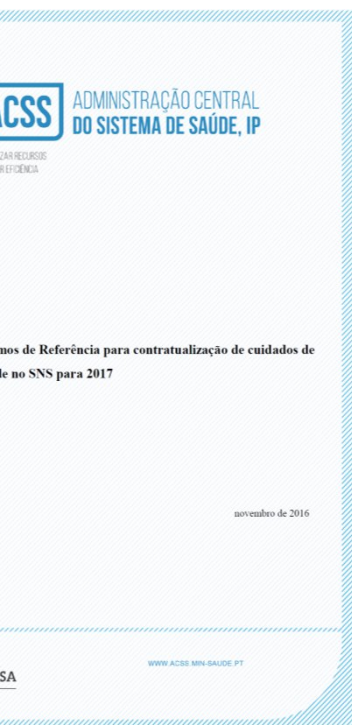 ACSS
ADMINISTRAÇÃO CENTRAL
DO SISTEMA DE SAÚDE, IP
ZAR RECURSOS
R EFICIÊNCIA
mos de Referência para contratualização de cuidados de
de no SNS para 2017
novembro de 2016
WWW.ACSS.MIN-SAUDE.PT
SA